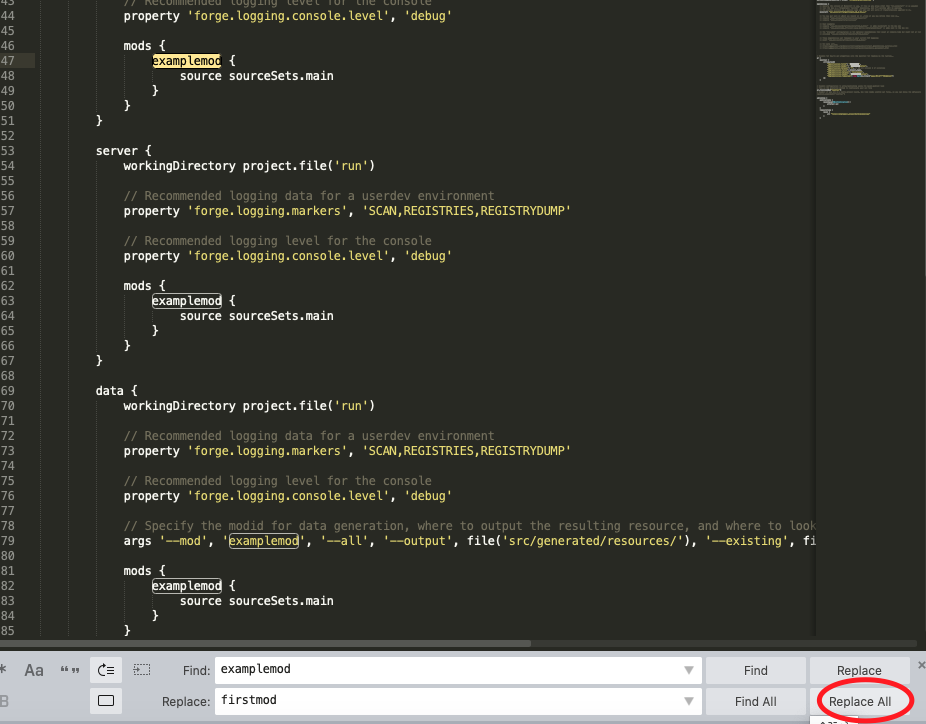 43 // Recommended logging level for the console
44 property 'forge.logging.console.level', 'debug'
45
46 mods {
47 examplemod {
48 source sourceSets.main
49 }
50 }
51 }
52
53 server {
54 workingDirectory project.file('run')
55
56 // Recommended logging data for a userdev environment
57 property 'forge.logging.markers', 'SCAN,REGISTRIES,REGISTRYDUMP'
58
59 // Recommended logging level for the console
60 property 'forge.logging.console.level', 'debug'
61
62 mods {
63 examplemod {
64 source sourceSets.main
65 }
66 }
67 }
68
69 data {
70 workingDirectory project.file('run')
71
72 // Recommended logging data for a userdev environment
73 property 'forge.logging.markers', 'SCAN,REGISTRIES,REGISTRYDUMP'
74
75 // Recommended logging level for the console
76 property 'forge.logging.console.level', 'debug'
77
78 // Specify the modid for data generation, where to output the resulting resource, and where to look
79 args '--mod', 'examplemod', '--all', '--output', file('src/generated/resources/'), '--existing', fi
80
81 mods {
82 examplemod {
83 source sourceSets.main
84 }
85 }
* Aa “” Find: examplemod Find Replace
B Replace: firstmod Find All Replace All